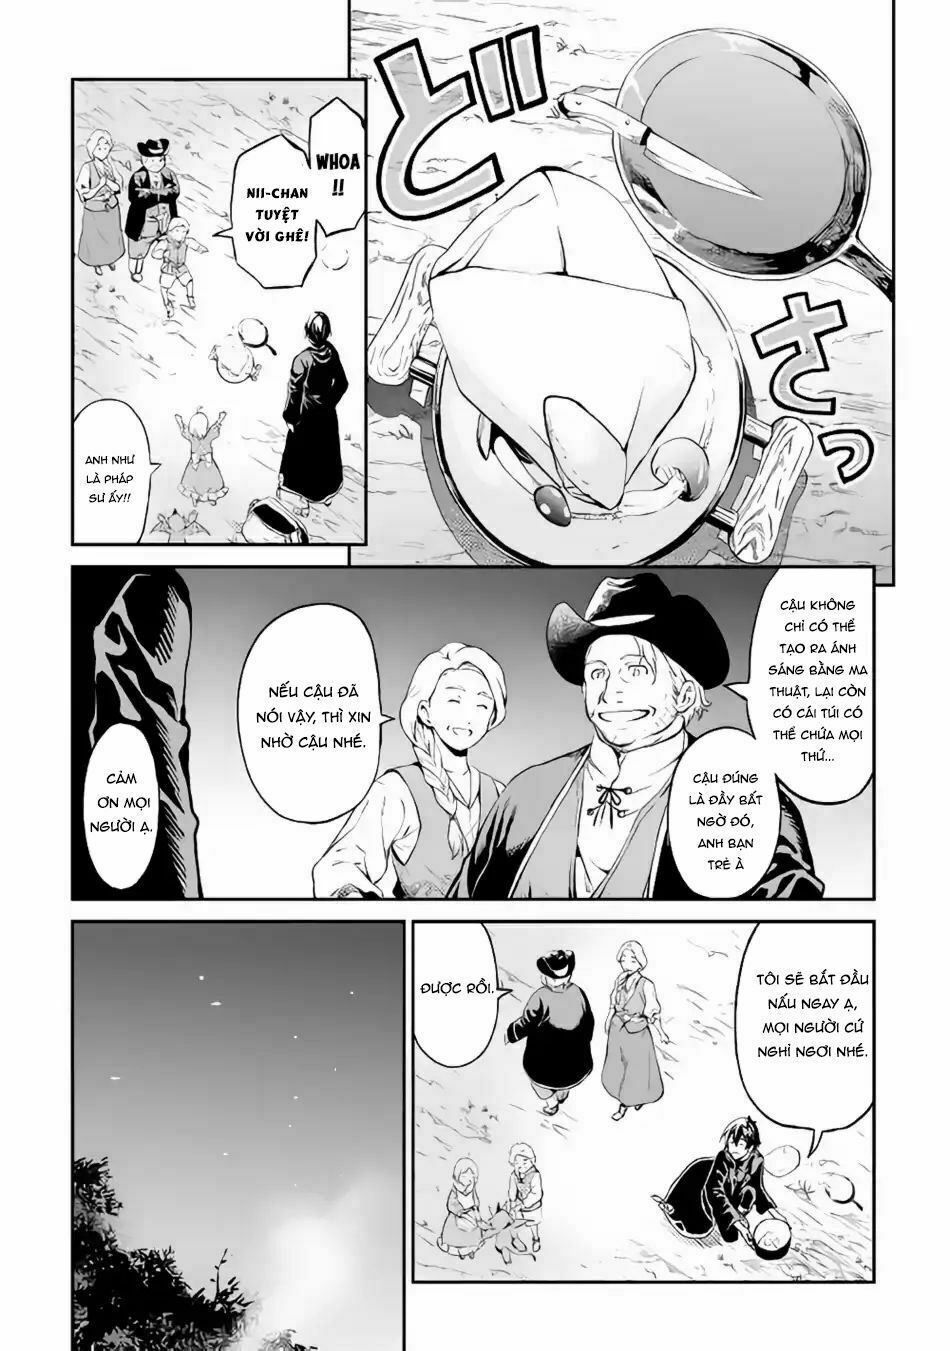 どさっ
WHOA
!!
NII-CHAN
TUYỆT
VỜI GHÊ!
ANH NHƯ
LÀ PHÁP
SƯ ẤY!!
CẬU KHÔNG
CHỈ CÓ THỂ
TẠO RA ÁNH
SÁNG BẰNG MA
THUẬT, LẠI CÒN
CÓ CÁI TÚI CÓ
THỂ CHỨA MỌI
THỨ...
CẬU ĐÚNG
LÀ ĐẦY BẤT
NGỜ ĐÓ,
ANH BẠN
TRẺ À
NẾU CẬU ĐÃ
NÓI VẬY, THÌ XIN
NHỜ CẬU NHÉ.
CẢM
ƠN MỌI
NGƯỜI Ạ.
TÔI SẼ BẮT ĐẦU
NẤU NGAY Ạ,
MỌI NGƯỜI CỨ
NGHỈ NGƠI NHÉ.
ĐƯỢC RỒI.